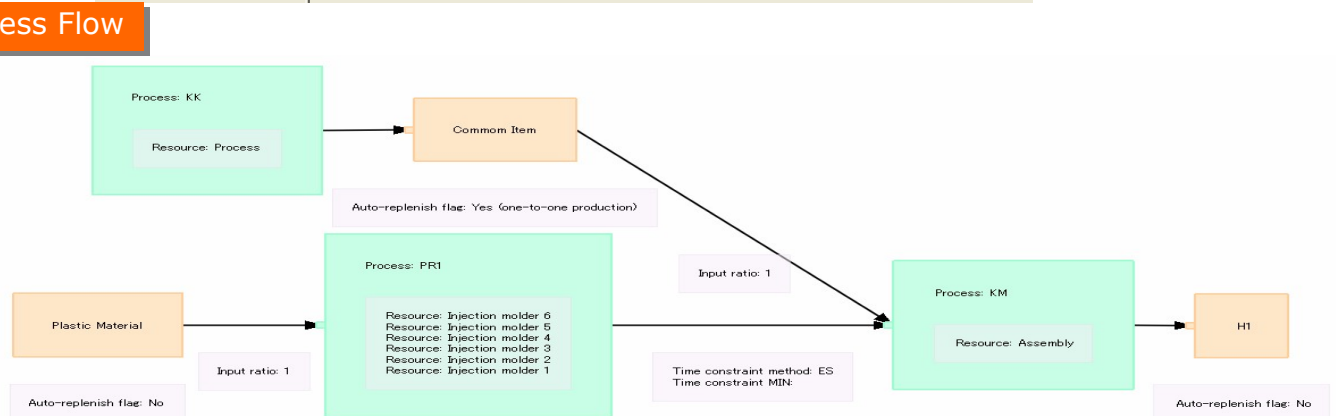 ess Flow
Process: KK
Resource: Process
Commom Item
Auto-replenish flag: Yes (one-to-one production)
Process: PR1
Input ratio: 1
Process: KM
Resource: Injection molder 6
Resource: Injection molder 5
Resource: Injection molder 4
Resource: Injection molder 3
Resource: Injection molder 2
Resource: Injection molder 1
Plastic Material
Resource: Assembly
H1
Input ratio: 1
Time constraint method: ES
Time constraint MIN:
Auto-replenish flag: No
Auto-replenish flag: No